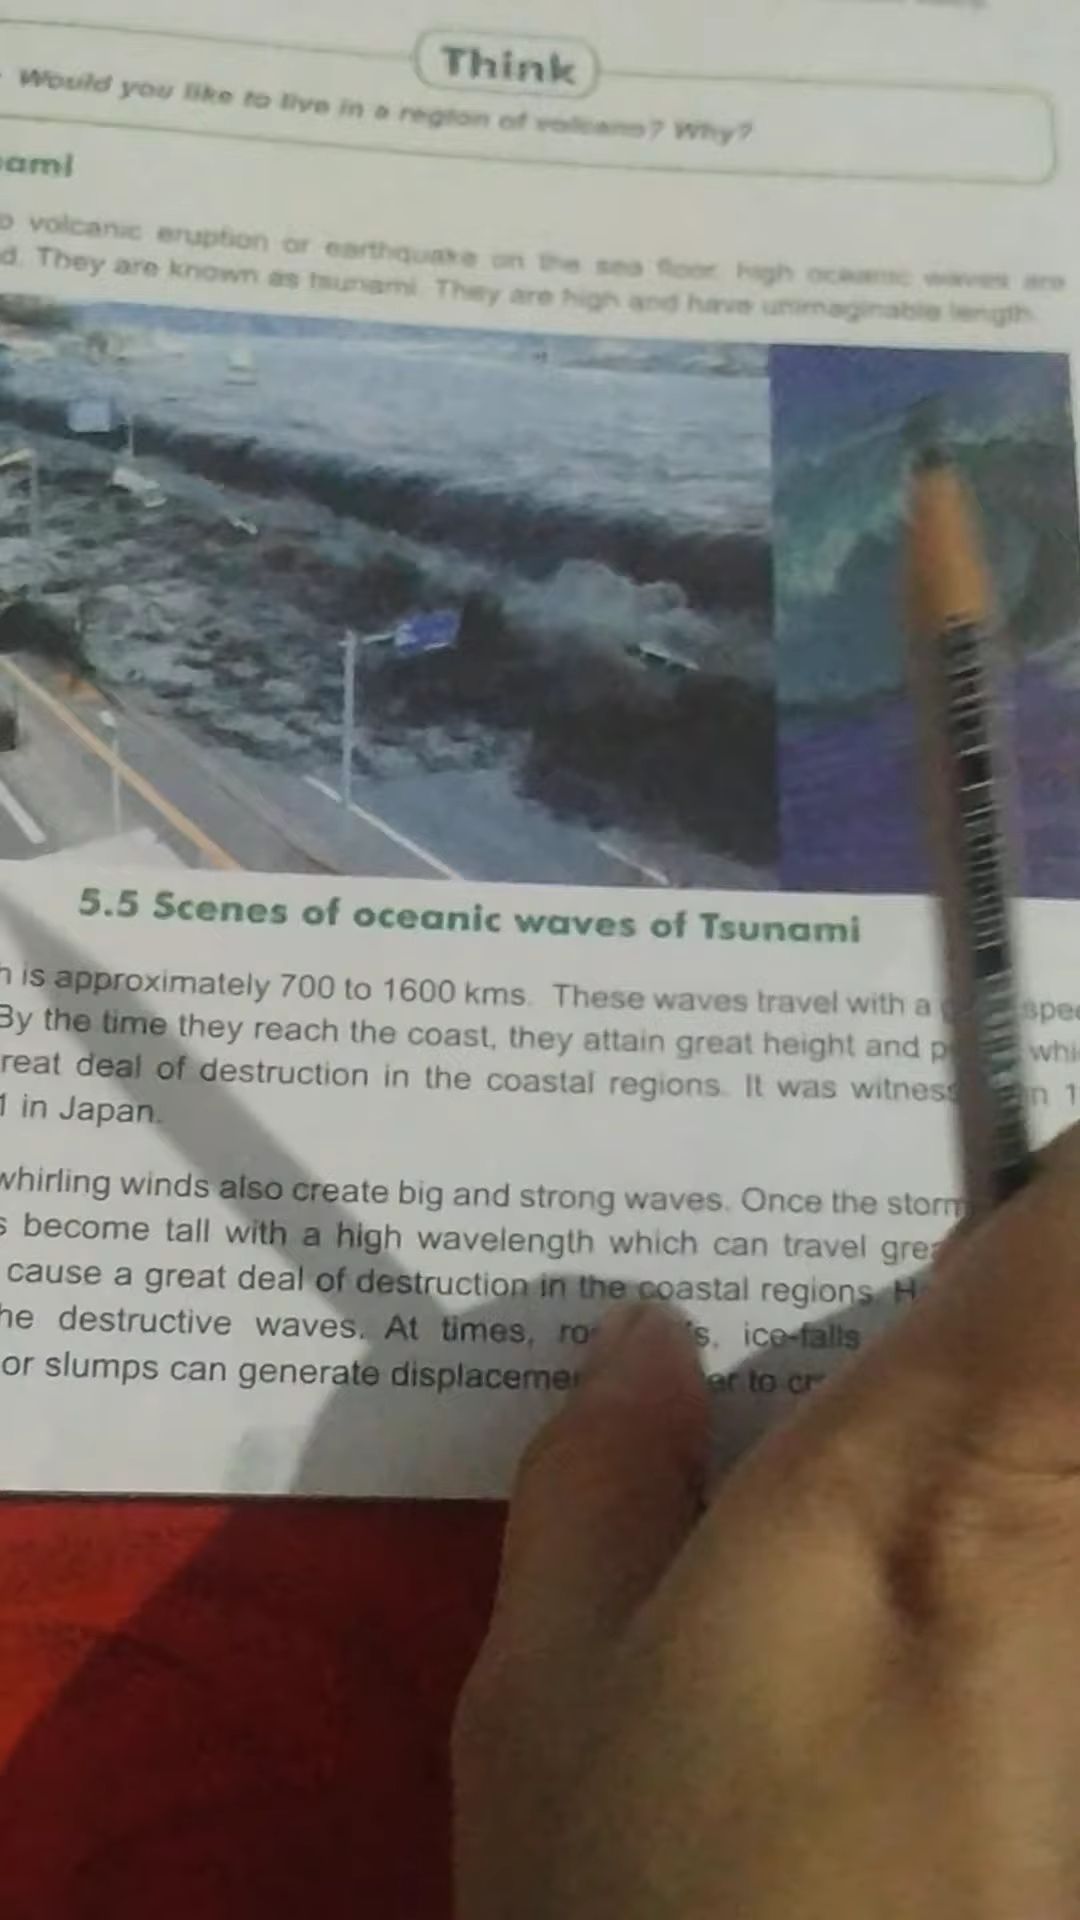 Think
Would you like to live in a region of volcano? Why?
ami
volcanic eruption or earthquake on the sea floor, high oceanic waves are
d. They are known as tsunami. They are high and have unimaginable length.
5.5 Scenes of oceanic waves of Tsunami
h is approximately 700 to 1600 kms. These waves travel with a spe
By the time they reach the coast, they attain great height and p whi
reat deal of destruction in the coastal regions. It was witness n 1
1 in Japan.
whirling winds also create big and strong waves. Once the storm
s become tall with a high wavelength which can travel grea
cause a great deal of destruction in the coastal regions. H
he destructive waves. At times, ro s, ice-falls
or slumps can generate displacemen er to cr